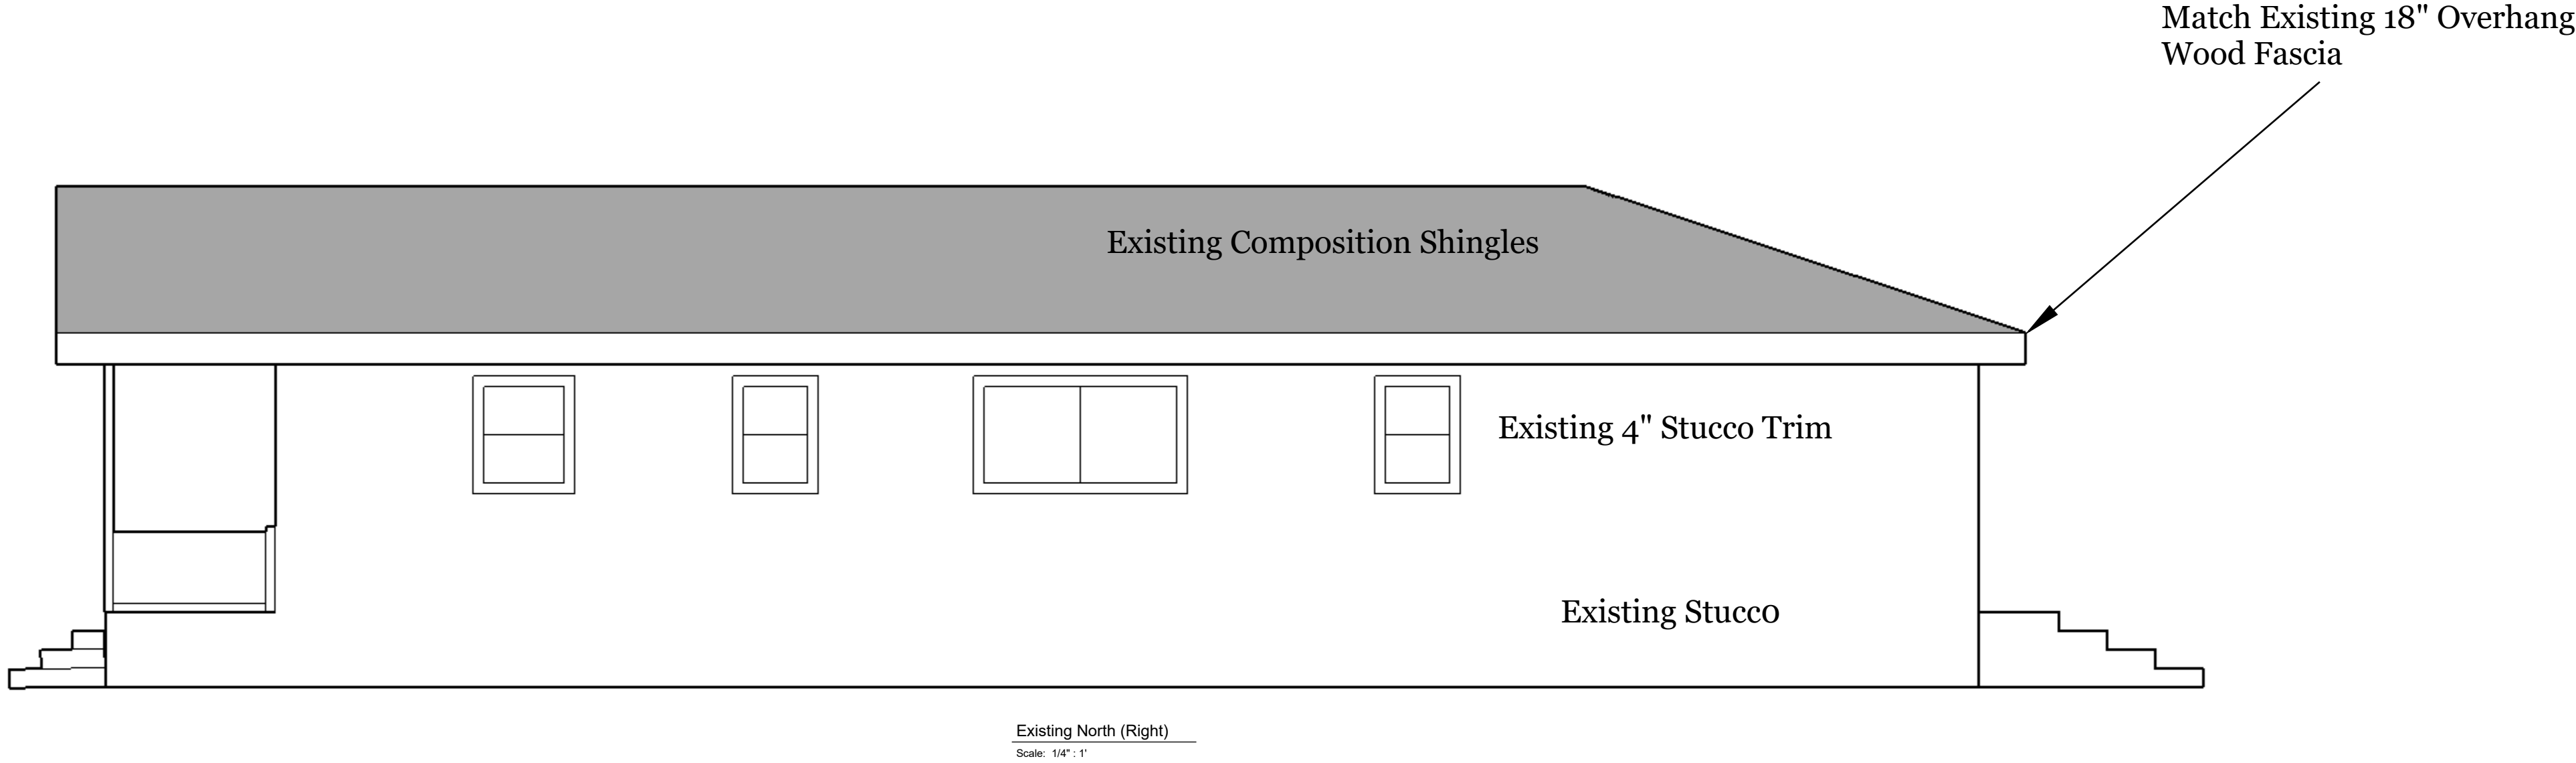 Match Existing 18" Overhang
Wood Fascia
Existing Composition Shingles
Existing 4" Stucco Trim
Existing Stucc0
Existing North (Right)
Scale: 1/4" : 1'